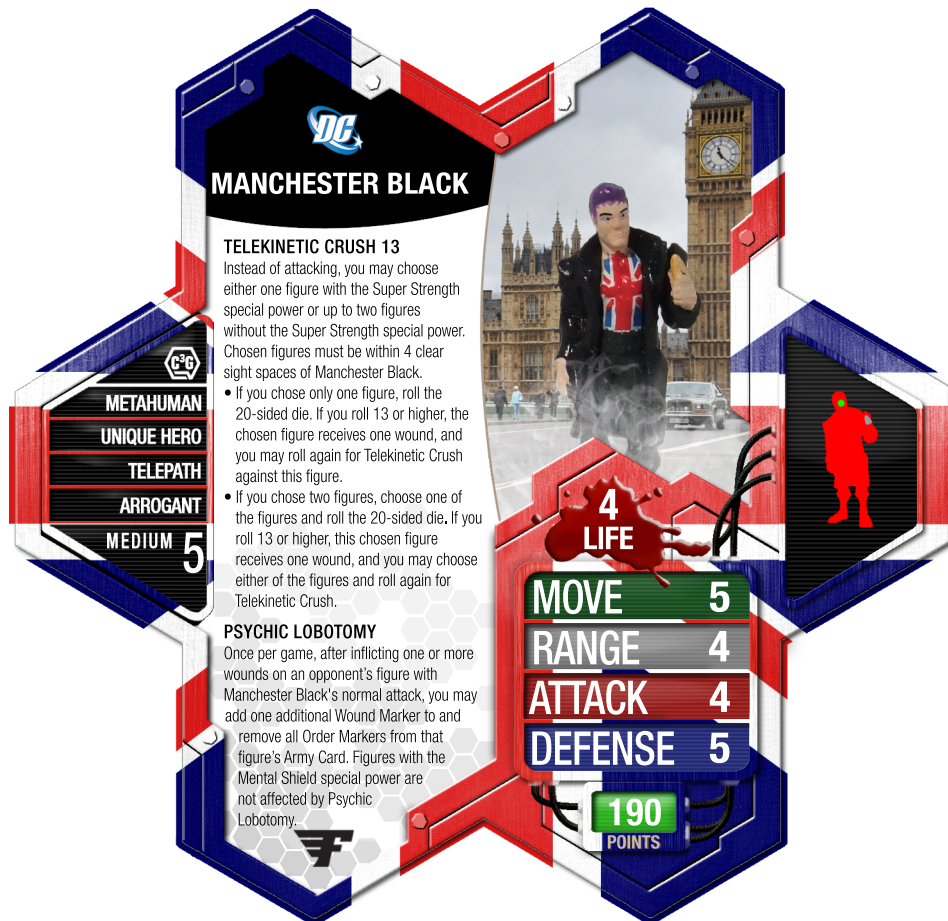 DC
MANCHESTER BLACK
TELEKINETIC CRUSH 13
Instead of attacking, you may choose
either one figure with the Super Strength
special power or up to two figures
without the Super Strength special power.
Chosen figures must be within 4 clear
sight spaces of Manchester Black.
• If you chose only one figure, roll the
20-sided die. If you roll 13 or higher, the
chosen figure receives one wound, and
you may roll again for Telekinetic Crush
against this figure.
• If you chose two figures, choose one of
the figures and roll the 20-sided die. If you
roll 13 or higher, this chosen figure
receives one wound, and you may choose
either of the figures and roll again for
Telekinetic Crush.
PSYCHIC LOBOTOMY
Once per game, after inflicting one or more
wounds on an opponent's figure with
Manchester Black's normal attack, you may
add one additional Wound Marker to and
remove all Order Markers from that
figure's Army Card. Figures with the
Mental Shield special power are
not affected by Psychic
Lobotomy.
F
C3G
METAHUMAN
UNIQUE HERO
TELEPATH
ARROGANT
MEDIUM 5
4
LIFE
MOVE 5
RANGE 4
ATTACK 4
DEFENSE 5
190
POINTS